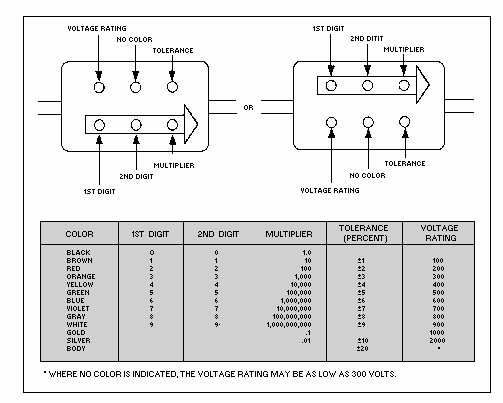 VOLTAGE RATING
NO COLOR
TOLERANCE
MULTIPLIER
2ND DIGIT
1ST DIGIT
OR
1ST DIGIT
2ND DITIT
MULTIPLIER
TOLERANCE
NO COLOR
VOLTAGE RATING
COLOR 1ST DIGIT 2ND DIGIT MULTIPLIER TOLERANCE (PERCENT) VOLTAGE RATING
BLACK 0 0 1.0
BROWN 1 1 10 ±1 100
RED 2 2 100 ±2 200
ORANGE 3 3 1,000 ±3 300
YELLOW 4 4 10,000 ±4 400
GREEN 5 5 100,000 ±5 500
BLUE 6 6 1,000,000 ±6 600
VIOLET 7 7 10,000,000 ±7 700
GRAY 8 8 100,000,000 ±8 800
WHITE 9 9 1,000,000,000 ±9 900
GOLD .1 1000
SILVER .01 ±10 2000
BODY ±20 *
* WHERE NO COLOR IS INDICATED, THE VOLTAGE RATING MAY BE AS LOW AS 300 VOLTS.